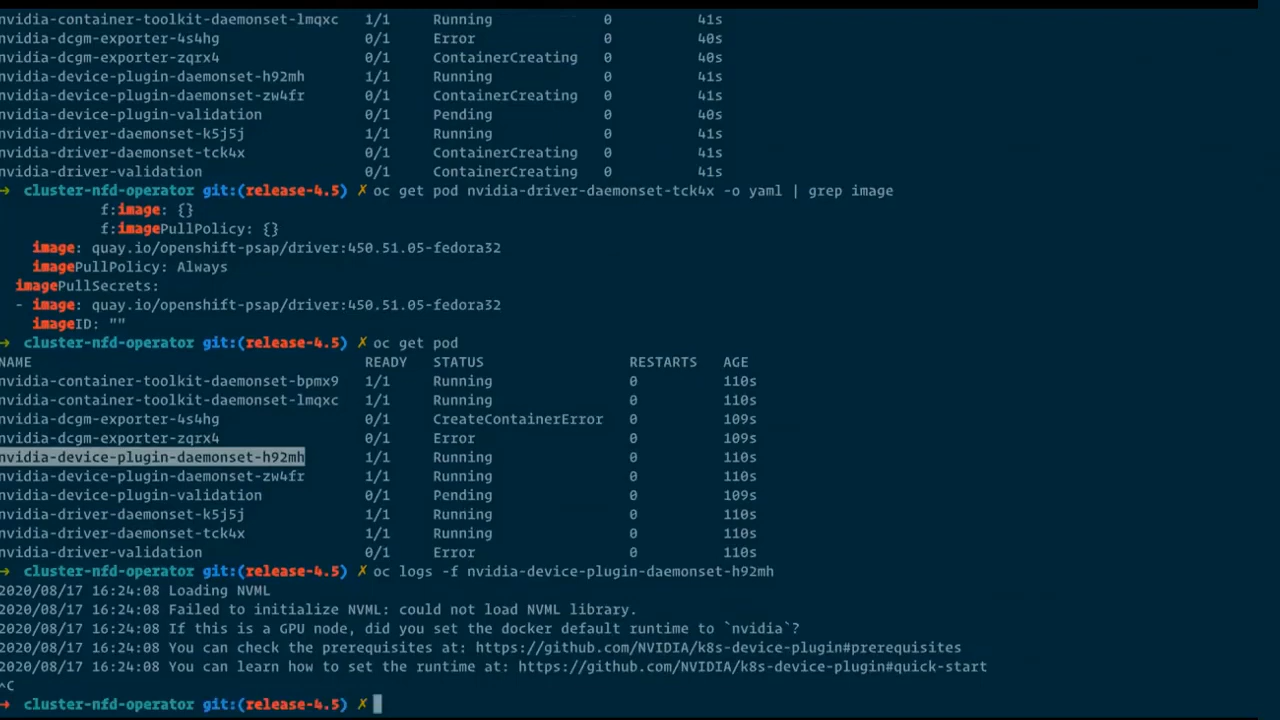 nvidia-container-toolkit-daemonset-lmqxc 1/1 Running 0 41s
nvidia-dcgm-exporter-4s4hg 0/1 Error 0 40s
nvidia-dcgm-exporter-zqrx4 0/1 ContainerCreating 0 40s
nvidia-device-plugin-daemonset-h92mh 1/1 Running 0 41s
nvidia-device-plugin-daemonset-zw4fr 0/1 ContainerCreating 0 41s
nvidia-device-plugin-validation 0/1 Pending 0 40s
nvidia-driver-daemonset-k5j5j 1/1 Running 0 41s
nvidia-driver-daemonset-tck4x 0/1 ContainerCreating 0 41s
nvidia-driver-validation 0/1 ContainerCreating 0 41s
→ cluster-nfd-operator git:(release-4.5) ✗ oc get pod nvidia-driver-daemonset-tck4x -o yaml | grep image
f:image: {}
f:imagePullPolicy: {}
image: quay.io/openshift-psap/driver:450.51.05-fedora32
imagePullPolicy: Always
imagePullSecrets:
- image: quay.io/openshift-psap/driver:450.51.05-fedora32
imageID: ""
→ cluster-nfd-operator git:(release-4.5) ✗ oc get pod
NAME READY STATUS RESTARTS AGE
nvidia-container-toolkit-daemonset-bpmx9 1/1 Running 0 110s
nvidia-container-toolkit-daemonset-lmqxc 1/1 Running 0 110s
nvidia-dcgm-exporter-4s4hg 0/1 CreateContainerError 0 109s
nvidia-dcgm-exporter-zqrx4 0/1 Error 0 109s
nvidia-device-plugin-daemonset-h92mh 1/1 Running 0 110s
nvidia-device-plugin-daemonset-zw4fr 1/1 Running 0 110s
nvidia-device-plugin-validation 0/1 Pending 0 109s
nvidia-driver-daemonset-k5j5j 1/1 Running 0 110s
nvidia-driver-daemonset-tck4x 1/1 Running 0 110s
nvidia-driver-validation 0/1 Error 0 110s
→ cluster-nfd-operator git:(release-4.5) ✗ oc logs -f nvidia-device-plugin-daemonset-h92mh
2020/08/17 16:24:08 Loading NVML
2020/08/17 16:24:08 Failed to initialize NVML: could not load NVML library.
2020/08/17 16:24:08 If this is a GPU node, did you set the docker default runtime to `nvidia`?
2020/08/17 16:24:08 You can check the prerequisites at: https://github.com/NVIDIA/k8s-device-plugin#prerequisites
2020/08/17 16:24:08 You can learn how to set the runtime at: https://github.com/NVIDIA/k8s-device-plugin#quick-start
^C
→ cluster-nfd-operator git:(release-4.5) ✗